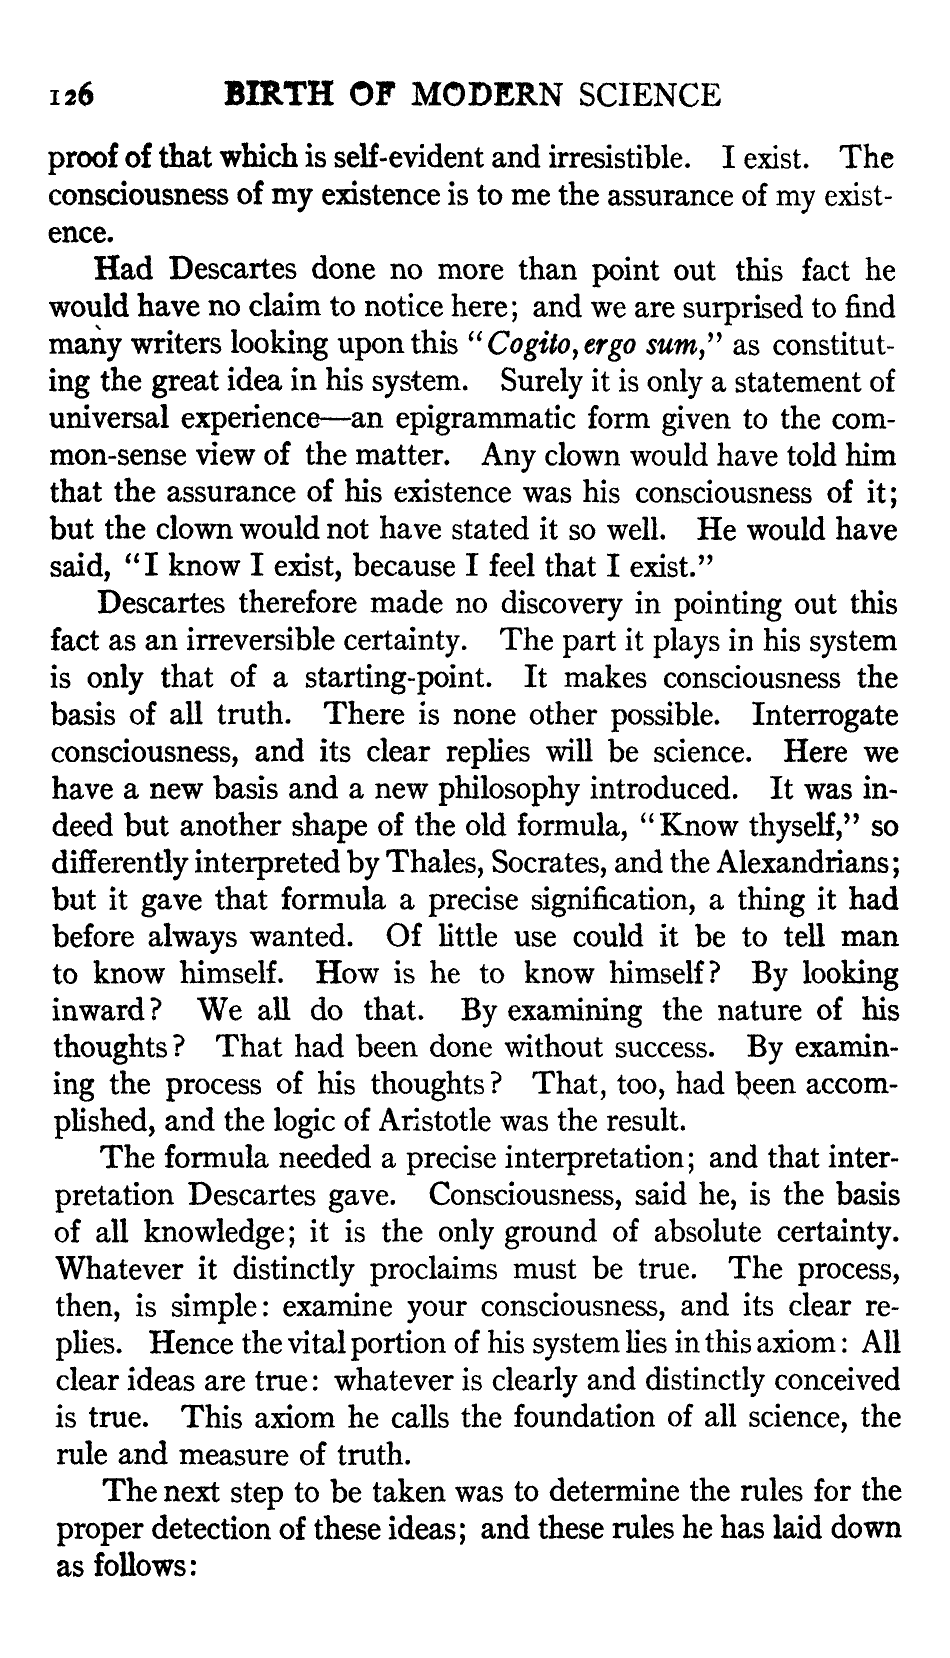 126 BIRTH OF MODERN SCIENCE
proof of that which is self-evident and irresistible. I exist. The
consciousness of my existence is to me the assurance of my exist-
ence.
Had Descartes done no more than point out this fact he
would have no claim to notice here; and we are surprised to find
many writers looking upon this "Cogito, ergo sum," as constitut-
ing the great idea in his system. Surely it is only a statement of
universal experience—an epigrammatic form given to the com-
mon-sense view of the matter. Any clown would have told him
that the assurance of his existence was his consciousness of it;
but the clown would not have stated it so well. He would have
said, "I know I exist, because I feel that I exist."
Descartes therefore made no discovery in pointing out this
fact as an irreversible certainty. The part it plays in his system
is only that of a starting-point. It makes consciousness the
basis of all truth. There is none other possible. Interrogate
consciousness, and its clear replies will be science. Here we
have a new basis and a new philosophy introduced. It was in-
deed but another shape of the old formula, "Know thyself," so
differently interpreted by Thales, Socrates, and the Alexandrians;
but it gave that formula a precise signification, a thing it had
before always wanted. Of little use could it be to tell man
to know himself. How is he to know himself? By looking
inward? We all do that. By examining the nature of his
thoughts? That had been done without success. By examin-
ing the process of his thoughts? That, too, had been accom-
plished, and the logic of Aristotle was the result.
The formula needed a precise interpretation; and that inter-
pretation Descartes gave. Consciousness, said he, is the basis
of all knowledge; it is the only ground of absolute certainty.
Whatever it distinctly proclaims must be true. The process,
then, is simple: examine your consciousness, and its clear re-
plies. Hence the vital portion of his system lies in this axiom: All
clear ideas are true: whatever is clearly and distinctly conceived
is true. This axiom he calls the foundation of all science, the
rule and measure of truth.
The next step to be taken was to determine the rules for the
proper detection of these ideas; and these rules he has laid down
as follows: